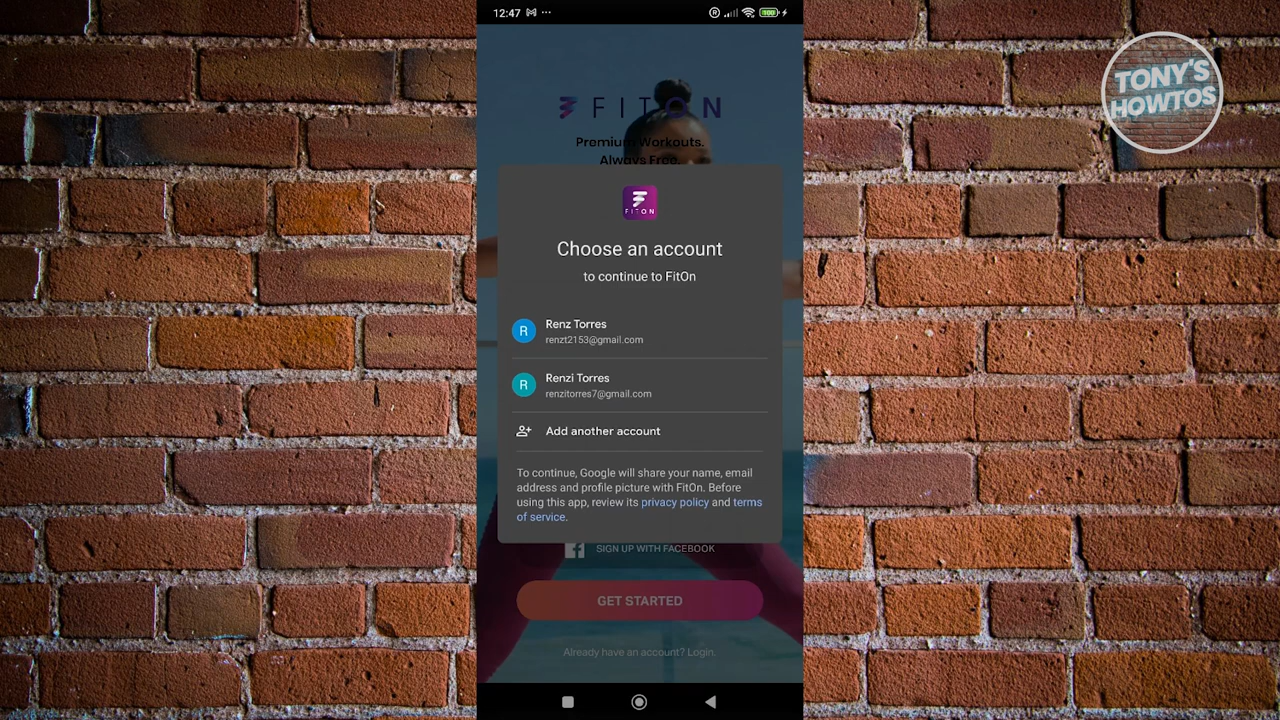 12:47
100
TONY'S
HOWTOS
FITON
Premium Workouts.
Always Free.
FITON
Choose an account
to continue to FitOn
R
Renz Torres
renzt2153@gmail.com
R
Renzi Torres
renzitorres7@gmail.com
Add another account
To continue, Google will share your name, email
address and profile picture with FitOn. Before
using this app, review its privacy policy and terms
of service.
SIGN UP WITH FACEBOOK
GET STARTED
Already have an account? Login.